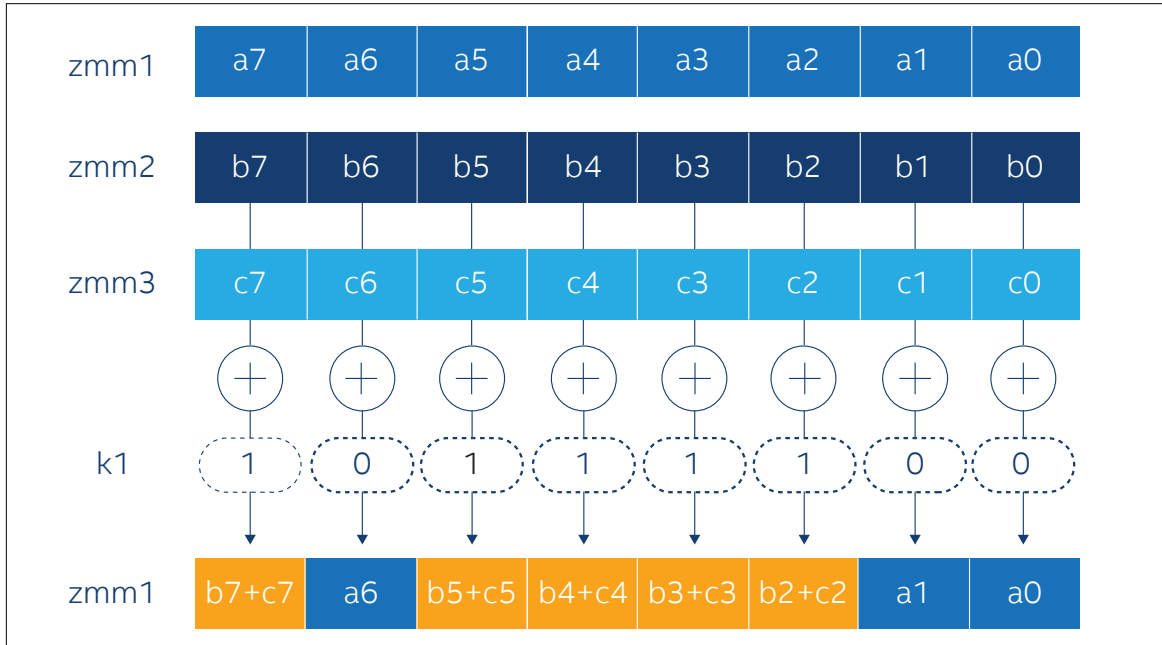 zmm1 a7 a6 a5 a4 a3 a2 a1 a0
zmm2 b7 b6 b5 b4 b3 b2 b1 b0
zmm3 c7 c6 c5 c4 c3 c2 c1 c0
+ + + + + + + +
k1 1 0 1 1 1 1 0 0
zmm1 b7+c7 a6 b5+c5 b4+c4 b3+c3 b2+c2 a1 a0